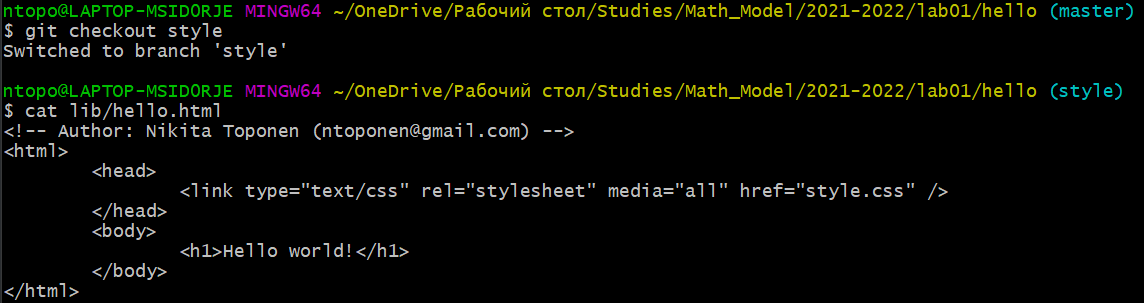 ntopo@LAPTOP-MSIDORJE MINGW64 ~/OneDrive/Рабочий стол/Studies/Math_Model/2021-2022/lab01/hello (master)
$ git checkout style
Switched to branch 'style'

ntopo@LAPTOP-MSIDORJE MINGW64 ~/OneDrive/Рабочий стол/Studies/Math_Model/2021-2022/lab01/hello (style)
$ cat lib/hello.html
<!-- Author: Nikita Toponen (ntoponen@gmail.com) -->
<html>
        <head>
                <link type="text/css" rel="stylesheet" media="all" href="style.css" />
        </head>
        <body>
                <h1>Hello world!</h1>
        </body>
</html>